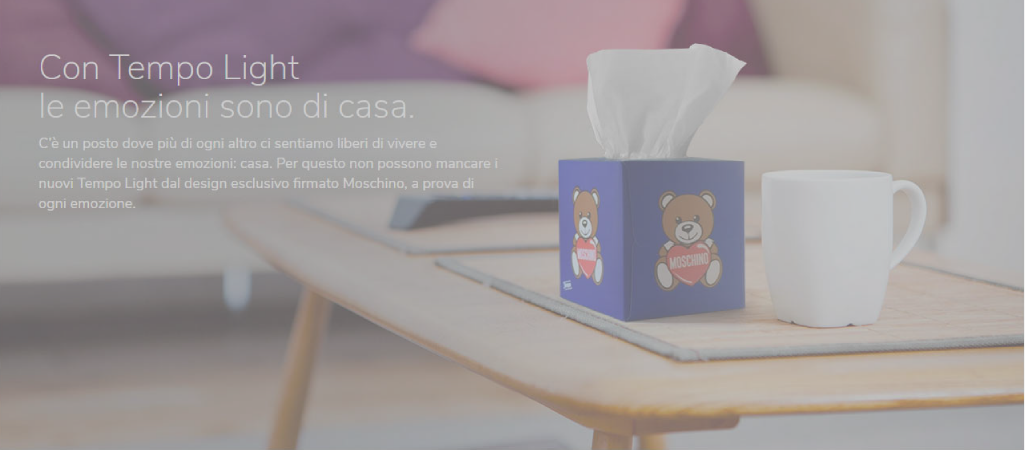 Con Tempo Light
le emozioni sono di casa.
C'è un posto dove più di ogni altro ci sentiamo liberi di vivere e
condividere le nostre emozioni: casa. Per questo non possono mancare i
nuovi Tempo Light dal design esclusivo firmato Moschino, a prova di
ogni emozione.
MOSCHINO
MOSCHINO